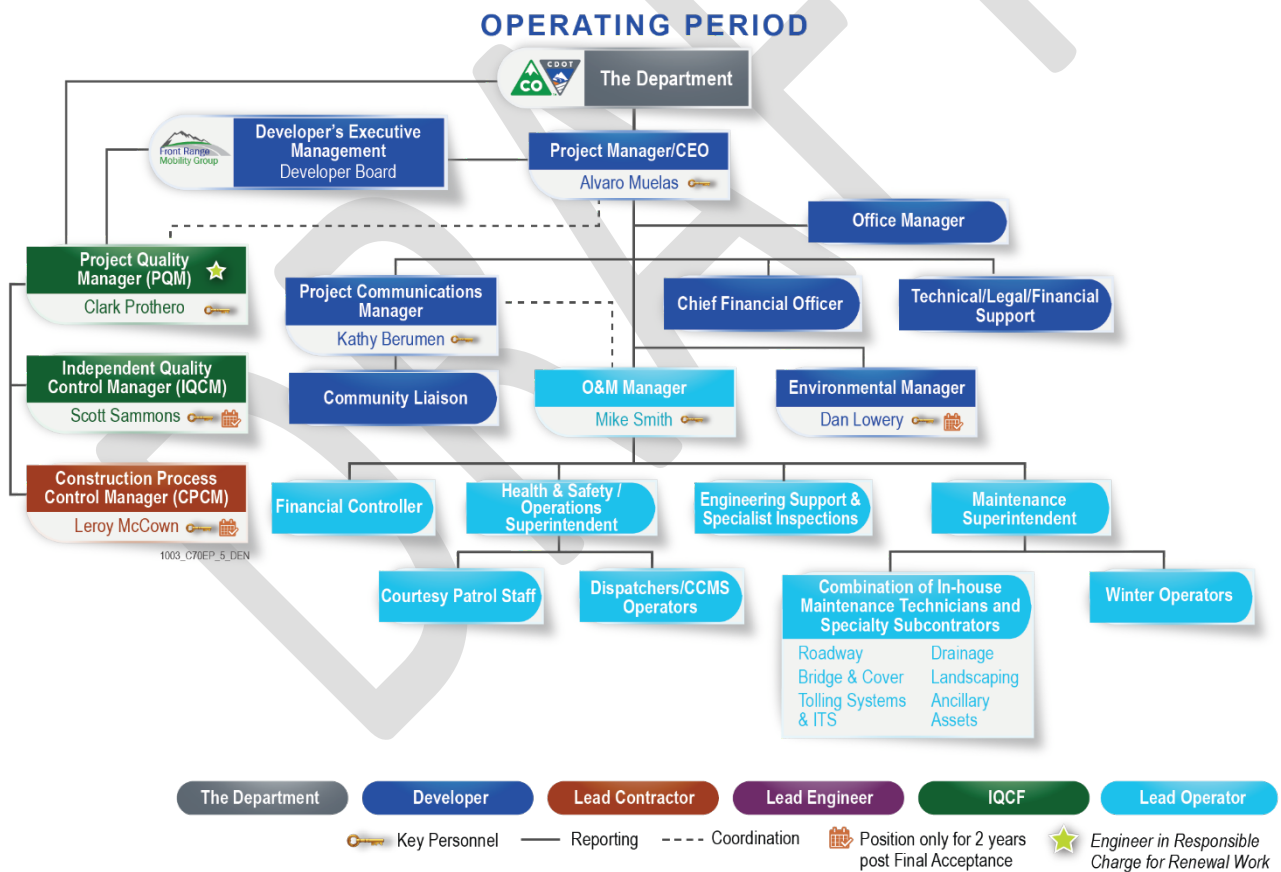 OPERATING PERIOD
CO
CDOT
The Department
Front Range
Mobility Group
Developer's Executive
Management
Developer Board
Project Manager/CEO
Alvaro Muelas
Office Manager
Project Quality
Manager (PQM)
Clark Prothero
Project Communications
Manager
Kathy Berumen
Chief Financial Officer
Technical/Legal/Financial
Support
Independent Quality
Control Manager (IQCM)
Scott Sammons
Community Liaison
O&M Manager
Mike Smith
Environmental Manager
Dan Lowery
Construction Process
Control Manager (CPCM)
Leroy McCown
1003_C70EP_5_DEN
Financial Controller
Health & Safety /
Operations
Superintendent
Engineering Support &
Specialist Inspections
Maintenance
Superintendent
Courtesy Patrol Staff
Dispatchers/CCMS
Operators
Combination of In-house
Maintenance Technicians and
Specialty Subcontrators
Roadway
Bridge & Cover
Tolling Systems
& ITS
Drainage
Landscaping
Ancillary
Assets
Winter Operators
The Department
Developer
Lead Contractor
Lead Engineer
IQCF
Lead Operator
Key Personnel
Reporting
Coordination
Position only for 2 years
post Final Acceptance
Engineer in Responsible
Charge for Renewal Work
DRAFT